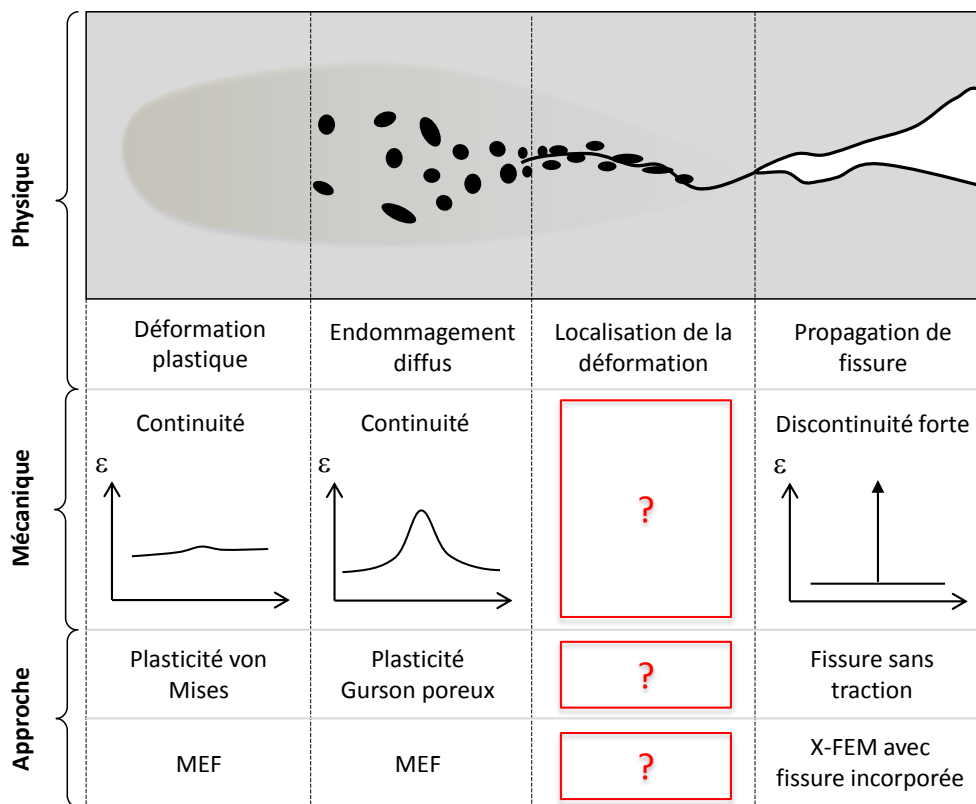 Physique
Déformation
plastique
Endommagement
diffus
Localisation de la
déformation
Propagation de
fissure
Mécanique
Continuité
ε
Continuité
ε
?
Discontinuité forte
ε
Approche
Plasticité von
Mises
Plasticité
Gurson poreux
?
Fissure sans
traction
MEF
MEF
?
X-FEM avec
fissure incorporée